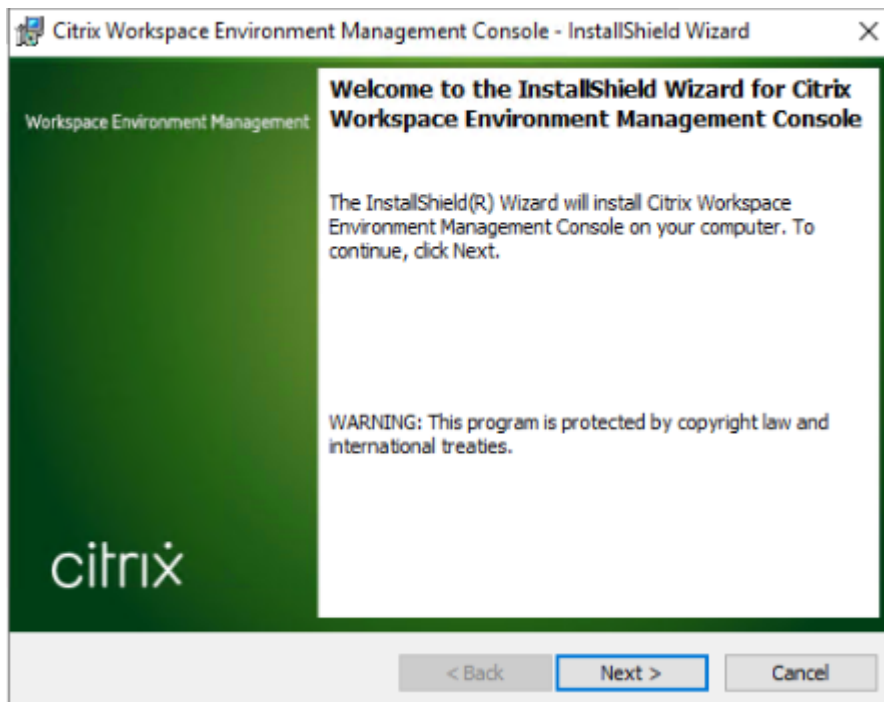 Citrix Workspace Environment Management Console - InstallShield Wizard
Workspace Environment Management
Welcome to the InstallShield Wizard for Citrix
Workspace Environment Management Console
The InstallShield(R) Wizard will install Citrix Workspace
Environment Management Console on your computer. To
continue, click Next.
WARNING: This program is protected by copyright law and
international treaties.
citrix
< Back
Next >
Cancel